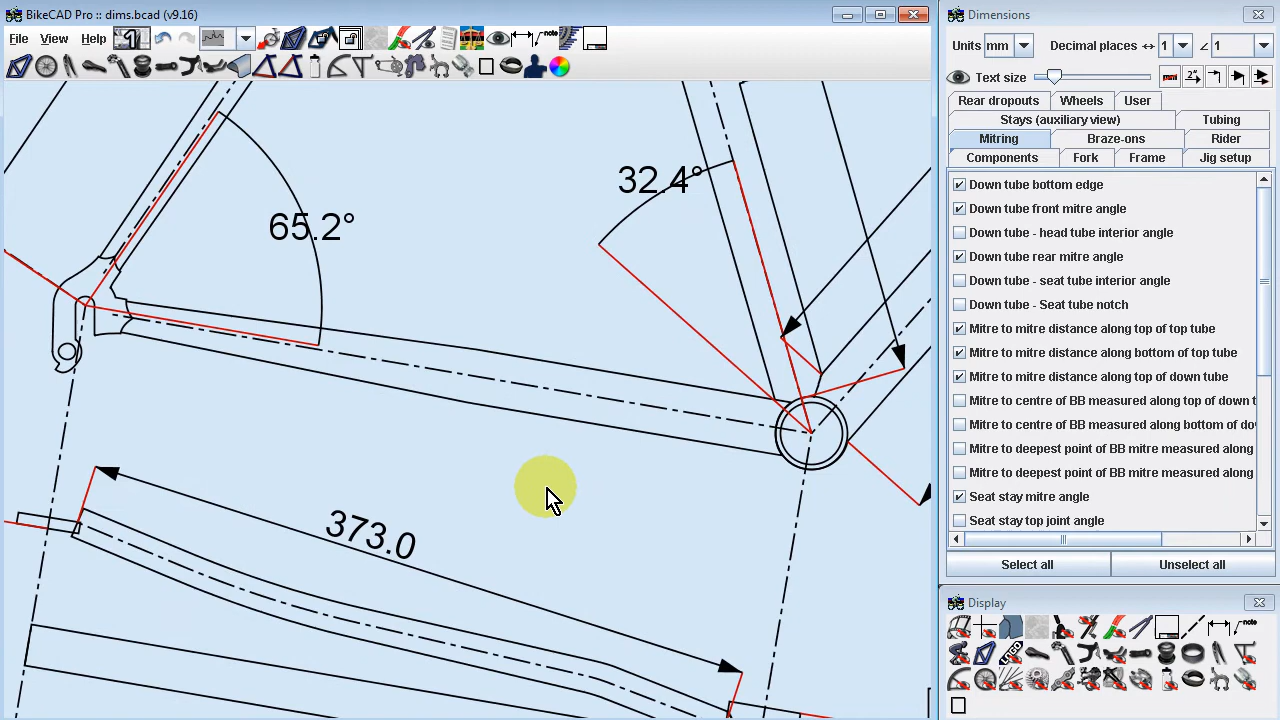 BikeCAD Pro :: dims.bcad (v9.16)
File View Help
65.2°
32.4°
373.0
Dimensions
Units mm Decimal places 1 1
Text size
Rear dropouts Wheels User
Stays (auxiliary view) Tubing
Mitring Braze-ons Rider
Components Fork Frame Jig setup
Down tube bottom edge
Down tube front mitre angle
Down tube - head tube interior angle
Down tube rear mitre angle
Down tube - seat tube interior angle
Down tube - Seat tube notch
Mitre to mitre distance along top of top tube
Mitre to mitre distance along bottom of top tube
Mitre to mitre distance along top of down tube
Mitre to centre of BB measured along top of down t
Mitre to centre of BB measured along bottom of do
Mitre to deepest point of BB mitre measured along
Mitre to deepest point of BB mitre measured along
Seat stay mitre angle
Seat stay top joint angle
Select all Unselect all
Display